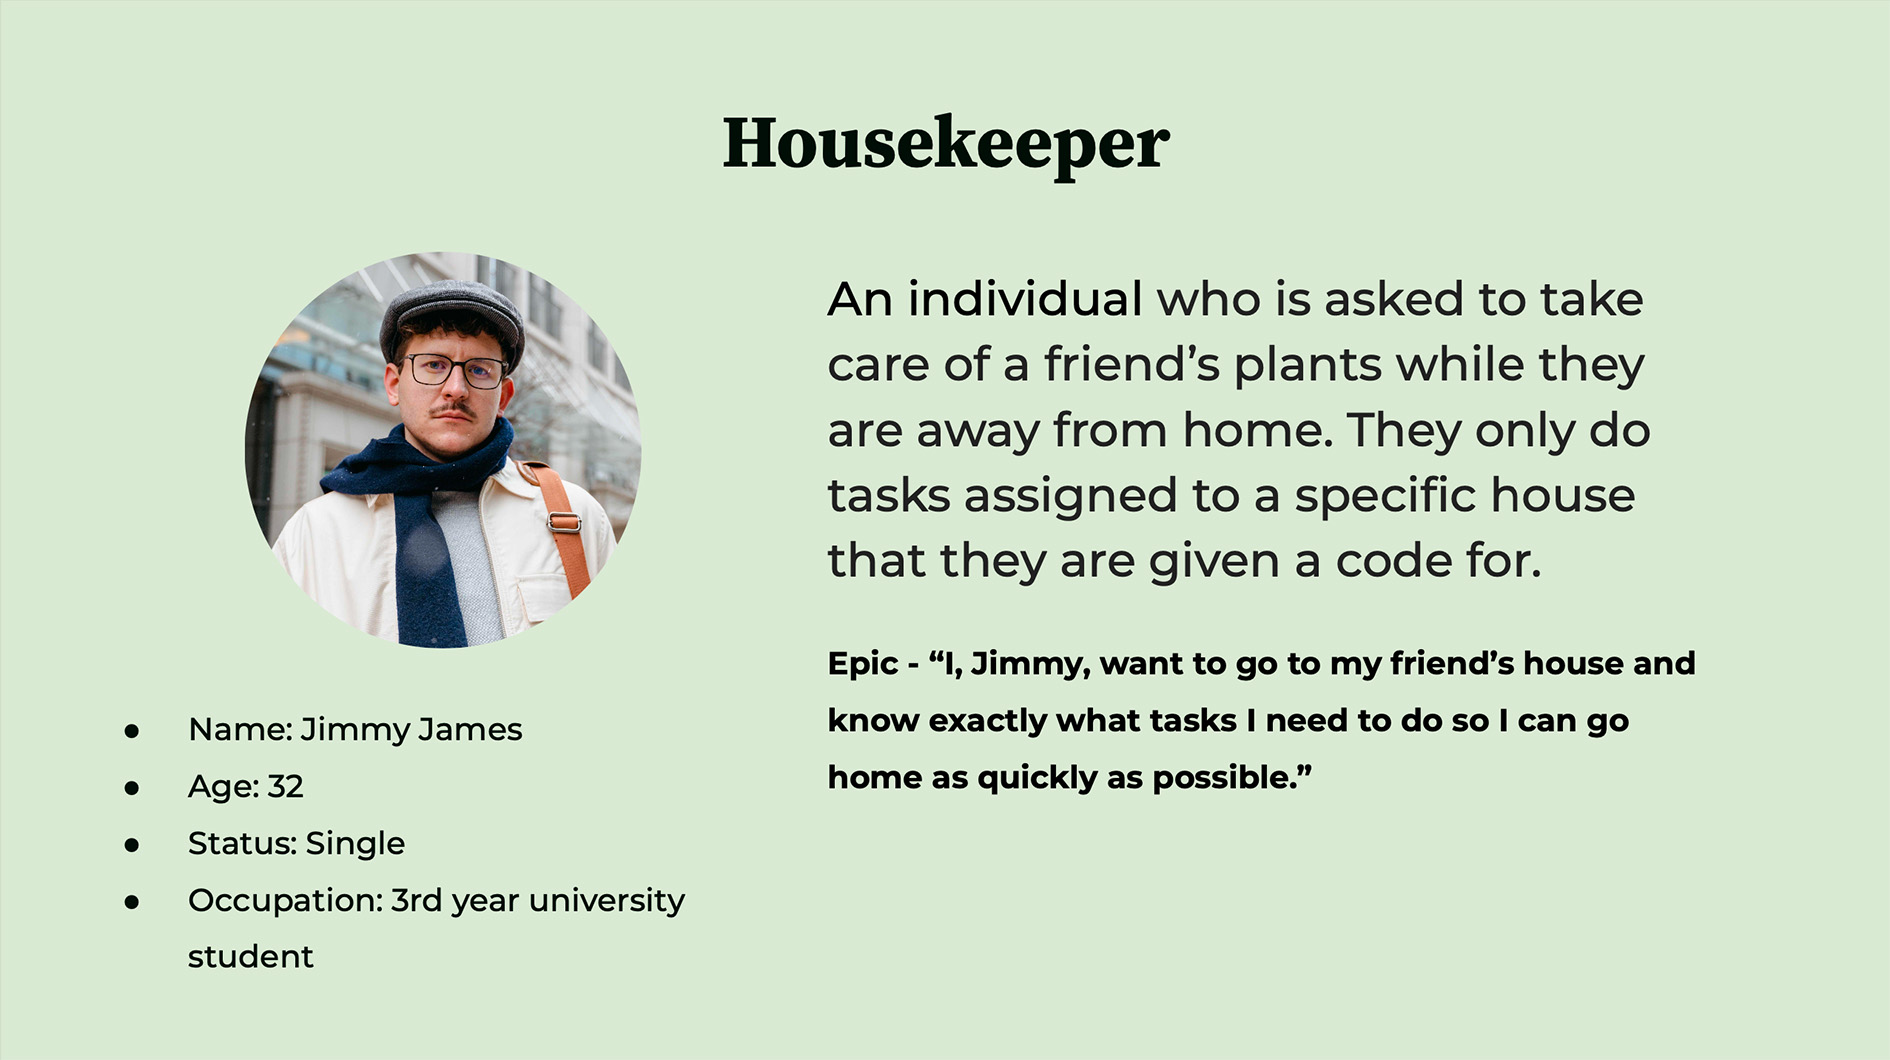 Housekeeper
An individual who is asked to take
care of a friend’s plants while they
are away from home. They only do
tasks assigned to a specific house
that they are given a code for.
Epic - “I, Jimmy, want to go to my friend’s house and
know exactly what tasks I need to do so I can go
home as quickly as possible.”
● Name: Jimmy James
● Age: 32
● Status: Single
● Occupation: 3rd year university
student